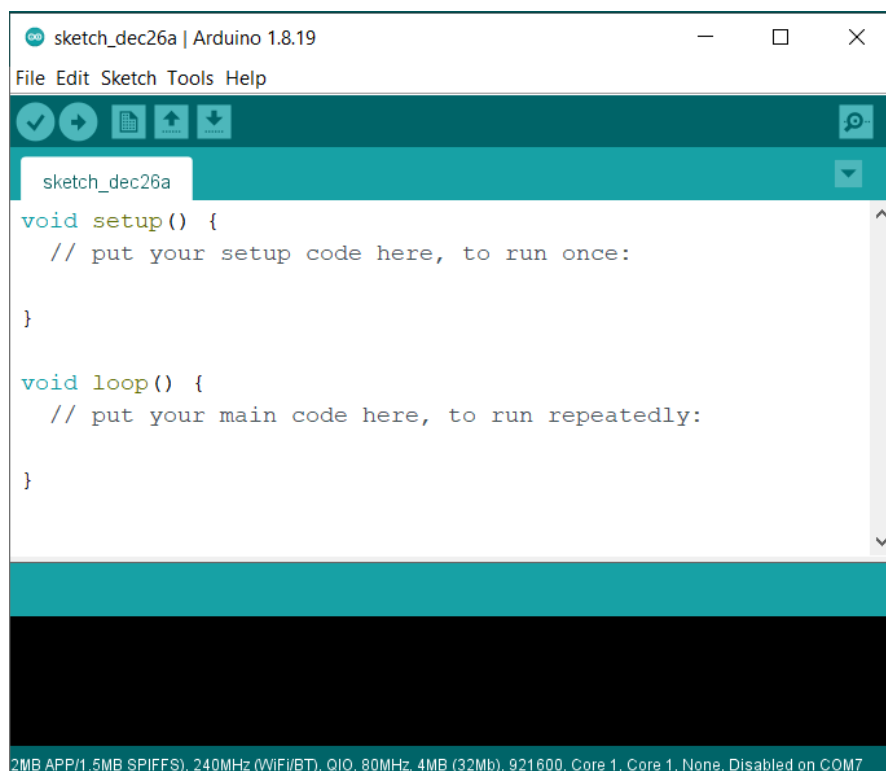 sketch_dec26a | Arduino 1.8.19
File Edit Sketch Tools Help
sketch_dec26a
void setup() {
  // put your setup code here, to run once:
}
void loop() {
  // put your main code here, to run repeatedly:
}
2MB APP/1.5MB SPIFFS), 240MHz (WiFi/BT), QIO, 80MHz, 4MB (32Mb), 921600, Core 1, Core 1, None, Disabled on COM7